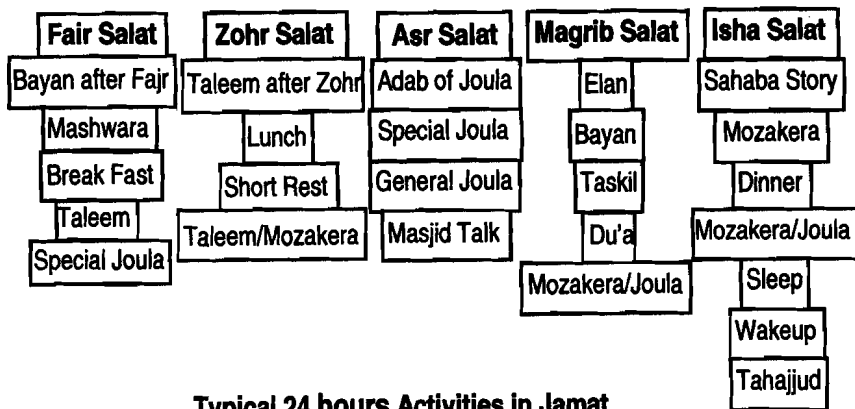 Fair Salat
Bayan after Fajr
Mashwara
Break Fast
Taleem
Special Joula
Zohr Salat
Taleem after Zohr
Lunch
Short Rest
Taleem/Mozakera
Asr Salat
Adab of Joula
Special Joula
General Joula
Masjid Talk
Magrib Salat
Elan
Bayan
Taskil
Du'a
Mozakera/Joula
Isha Salat
Sahaba Story
Mozakera
Dinner
Mozakera/Joula
Sleep
Wakeup
Tahajjud
Typical 24 hours Activities in Jamat